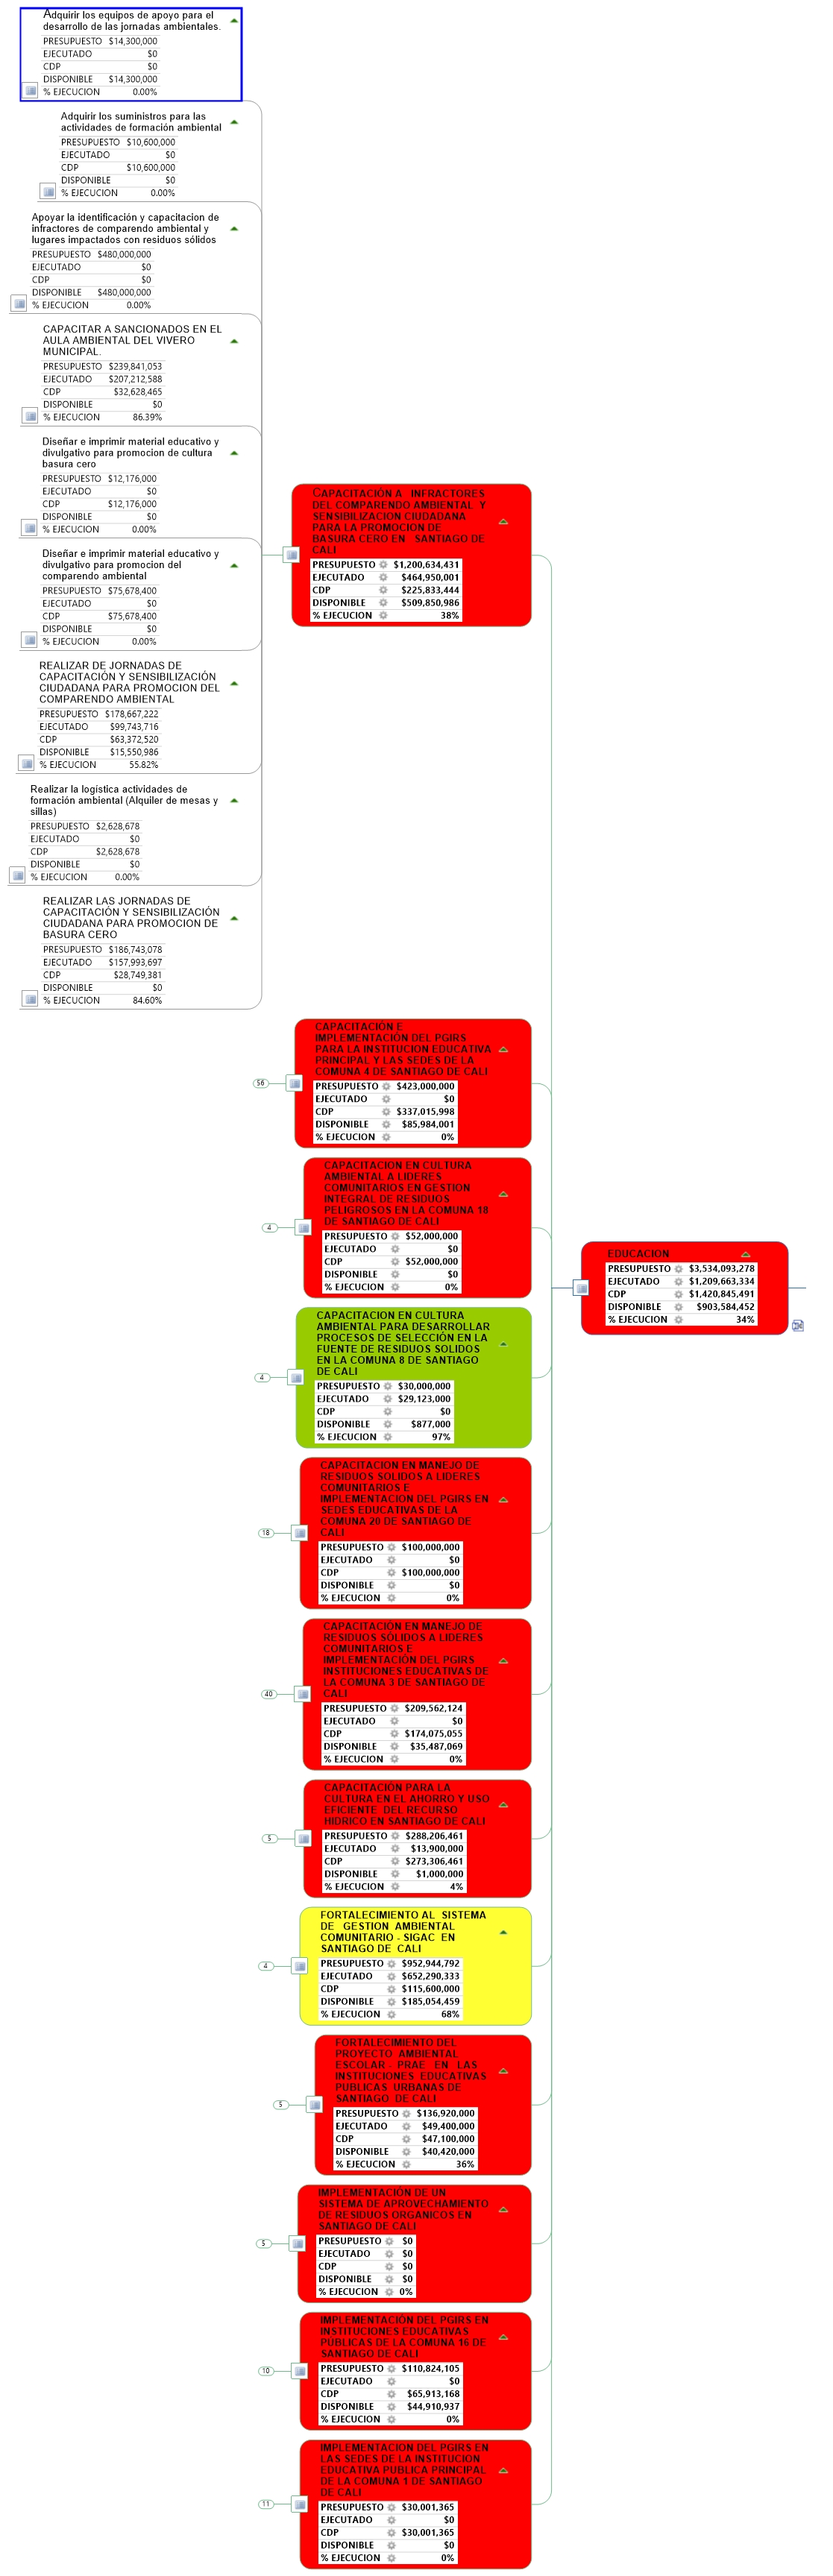 Adquirir los equipos de apoyo para el
desarrollo de las jornadas ambientales.
PRESUPUESTO $14,300,000
EJECUTADO $0
CDP $0
DISPONIBLE $14,300,000
% EJECUCION 0.00%
Adquirir los suministros para las
actividades de formación ambiental
PRESUPUESTO $10,600,000
EJECUTADO $0
CDP $10,600,000
DISPONIBLE $0
% EJECUCION 0.00%
Apoyar la identificación y capacitacion de
infractores de comparendo ambiental y
lugares impactados con residuos sólidos
PRESUPUESTO $480,000,000
EJECUTADO $0
CDP $0
DISPONIBLE $480,000,000
% EJECUCION 0.00%
CAPACITAR A SANCIONADOS EN EL
AULA AMBIENTAL DEL VIVERO
MUNICIPAL.
PRESUPUESTO $239,841,053
EJECUTADO $207,212,588
CDP $32,628,465
DISPONIBLE $0
% EJECUCION 86.39%
Diseñar e imprimir material educativo y
divulgativo para promocion de cultura
basura cero
PRESUPUESTO $12,176,000
EJECUTADO $0
CDP $12,176,000
DISPONIBLE $0
% EJECUCION 0.00%
Diseñar e imprimir material educativo y
divulgativo para promocion del
comparendo ambiental
PRESUPUESTO $75,678,400
EJECUTADO $0
CDP $75,678,400
DISPONIBLE $0
% EJECUCION 0.00%
REALIZAR DE JORNADAS DE
CAPACITACIÓN Y SENSIBILIZACIÓN
CIUDADANA PARA PROMOCION DEL
COMPARENDO AMBIENTAL
PRESUPUESTO $178,667,222
EJECUTADO $99,743,716
CDP $63,372,520
DISPONIBLE $15,550,986
% EJECUCION 55.82%
Realizar la logística actividades de
formación ambiental (Alquiler de mesas y
sillas)
PRESUPUESTO $2,628,678
EJECUTADO $0
CDP $2,628,678
DISPONIBLE $0
% EJECUCION 0.00%
REALIZAR LAS JORNADAS DE
CAPACITACIÓN Y SENSIBILIZACIÓN
CIUDADANA PARA PROMOCION DE
BASURA CERO
PRESUPUESTO $186,743,078
EJECUTADO $157,993,697
CDP $28,749,381
DISPONIBLE $0
% EJECUCION 84.60%
CAPACITACIÓN A INFRACTORES
DEL COMPARENDO AMBIENTAL Y
SENSIBILIZACION CIUDADANA
PARA LA PROMOCION DE
BASURA CERO EN SANTIAGO DE
CALI
PRESUPUESTO $1,200,634,431
EJECUTADO $464,950,001
CDP $225,833,444
DISPONIBLE $509,850,986
% EJECUCION 38%
CAPACITACIÓN E
IMPLEMENTACIÓN DEL PGIRS
PARA LA INSTITUCIÓN EDUCATIVA
PRINCIPAL Y LAS SEDES DE LA
COMUNA 4 DE SANTIAGO DE CALI
56
PRESUPUESTO $423,000,000
EJECUTADO $0
CDP $337,015,998
DISPONIBLE $85,984,001
% EJECUCION 0%
CAPACITACION EN CULTURA
AMBIENTAL A LIDERES
COMUNITARIOS EN GESTION
INTEGRAL DE RESIDUOS
PELIGROSOS EN LA COMUNA 18
DE SANTIAGO DE CALI
4
PRESUPUESTO $52,000,000
EJECUTADO $0
CDP $52,000,000
DISPONIBLE $0
% EJECUCION 0%
EDUCACION
PRESUPUESTO $3,534,093,278
EJECUTADO $1,209,663,334
CDP $1,420,845,491
DISPONIBLE $903,584,452
% EJECUCION 34%
CAPACITACION EN CULTURA
AMBIENTAL PARA DESARROLLAR
PROCESOS DE SELECCIÓN EN LA
FUENTE DE RESIDUOS SOLIDOS
EN LA COMUNA 8 DE SANTIAGO
DE CALI
4
PRESUPUESTO $30,000,000
EJECUTADO $29,123,000
CDP $0
DISPONIBLE $877,000
% EJECUCION 97%
CAPACITACION EN MANEJO DE
RESIDUOS SOLIDOS A LIDERES
COMUNITARIOS E
IMPLEMENTACION DEL PGIRS EN
SEDES EDUCATIVAS DE LA
COMUNA 20 DE SANTIAGO DE
CALI
18
PRESUPUESTO $100,000,000
EJECUTADO $0
CDP $100,000,000
DISPONIBLE $0
% EJECUCION 0%
CAPACITACIÓN EN MANEJO DE
RESIDUOS SÓLIDOS A LIDERES
COMUNITARIOS E
IMPLEMENTACIÓN DEL PGIRS
INSTITUCIONES EDUCATIVAS DE
LA COMUNA 3 DE SANTIAGO DE
CALI
40
PRESUPUESTO $209,562,124
EJECUTADO $0
CDP $174,075,055
DISPONIBLE $35,487,069
% EJECUCION 0%
CAPACITACIÓN PARA LA
CULTURA EN EL AHORRO Y USO
EFICIENTE DEL RECURSO
HIDRICO EN SANTIAGO DE CALI
5
PRESUPUESTO $288,206,461
EJECUTADO $13,900,000
CDP $273,306,461
DISPONIBLE $1,000,000
% EJECUCION 4%
FORTALECIMIENTO AL SISTEMA
DE GESTION AMBIENTAL
COMUNITARIO - SIGAC EN
SANTIAGO DE CALI
4
PRESUPUESTO $952,944,792
EJECUTADO $652,290,333
CDP $115,600,000
DISPONIBLE $185,054,459
% EJECUCION 68%
FORTALECIMIENTO DEL
PROYECTO AMBIENTAL
ESCOLAR - PRAE EN LAS
INSTITUCIONES EDUCATIVAS
PUBLICAS URBANAS DE
SANTIAGO DE CALI
5
PRESUPUESTO $136,920,000
EJECUTADO $49,400,000
CDP $47,100,000
DISPONIBLE $40,420,000
% EJECUCION 36%
IMPLEMENTACIÓN DE UN
SISTEMA DE APROVECHAMIENTO
DE RESIDUOS ORGANICOS EN
SANTIAGO DE CALI
5
PRESUPUESTO $0
EJECUTADO $0
CDP $0
DISPONIBLE $0
% EJECUCION 0%
IMPLEMENTACIÓN DEL PGIRS EN
INSTITUCIONES EDUCATIVAS
PÚBLICAS DE LA COMUNA 16 DE
SANTIAGO DE CALI
10
PRESUPUESTO $110,824,105
EJECUTADO $0
CDP $65,913,168
DISPONIBLE $44,910,937
% EJECUCION 0%
IMPLEMENTACION DEL PGIRS EN
LAS SEDES DE LA INSTITUCION
EDUCATIVA PUBLICA PRINCIPAL
DE LA COMUNA 1 DE SANTIAGO
DE CALI
11
PRESUPUESTO $30,001,365
EJECUTADO $0
CDP $30,001,365
DISPONIBLE $0
% EJECUCION 0%